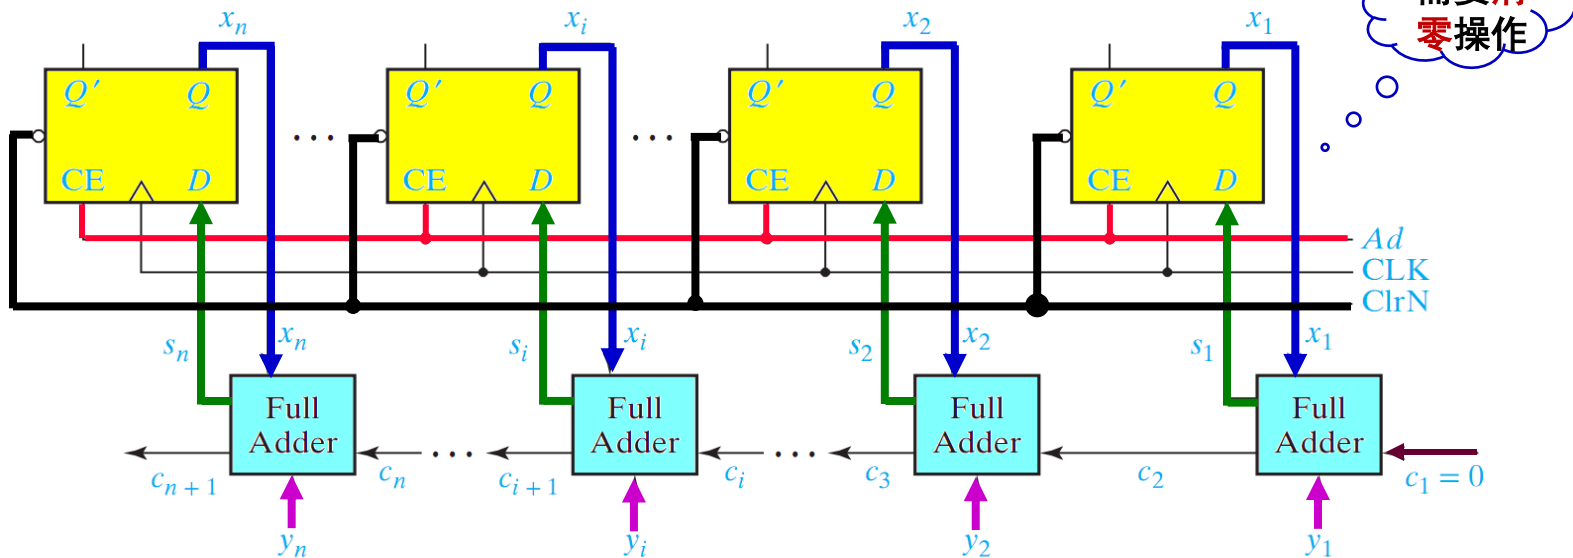 需要清
零操作
xₙ xᵢ x₂ x₁
Q′ Q ··· Q′ Q ··· Q′ Q Q′ Q
CE D CE D CE D CE D
Ad
CLK
ClrN
sₙ xₙ sᵢ xᵢ s₂ x₂ s₁ x₁
Full Full Full Full
Adder Adder Adder Adder
cₙ₊₁ cₙ ··· cᵢ₊₁ cᵢ ··· c₃ c₂ c₁ = 0
yₙ yᵢ y₂ y₁